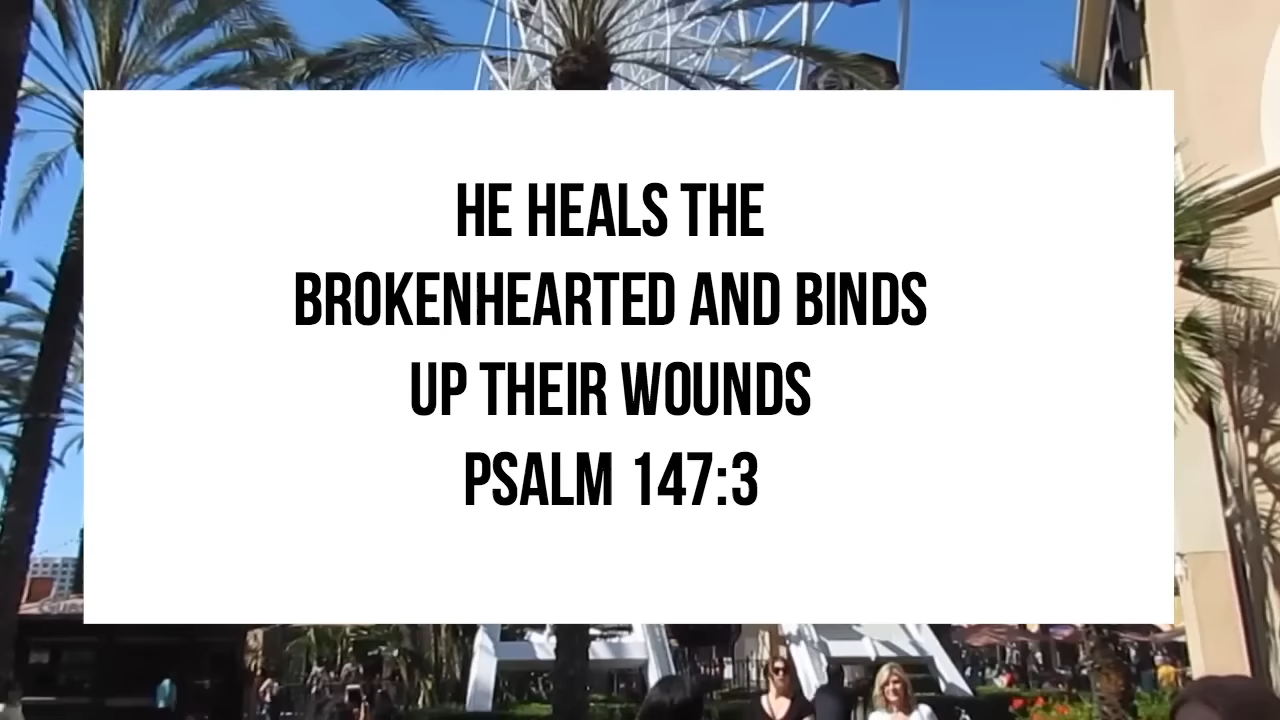 HE HEALS THE
BROKENHEARTED AND BINDS
UP THEIR WOUNDS
PSALM 147:3